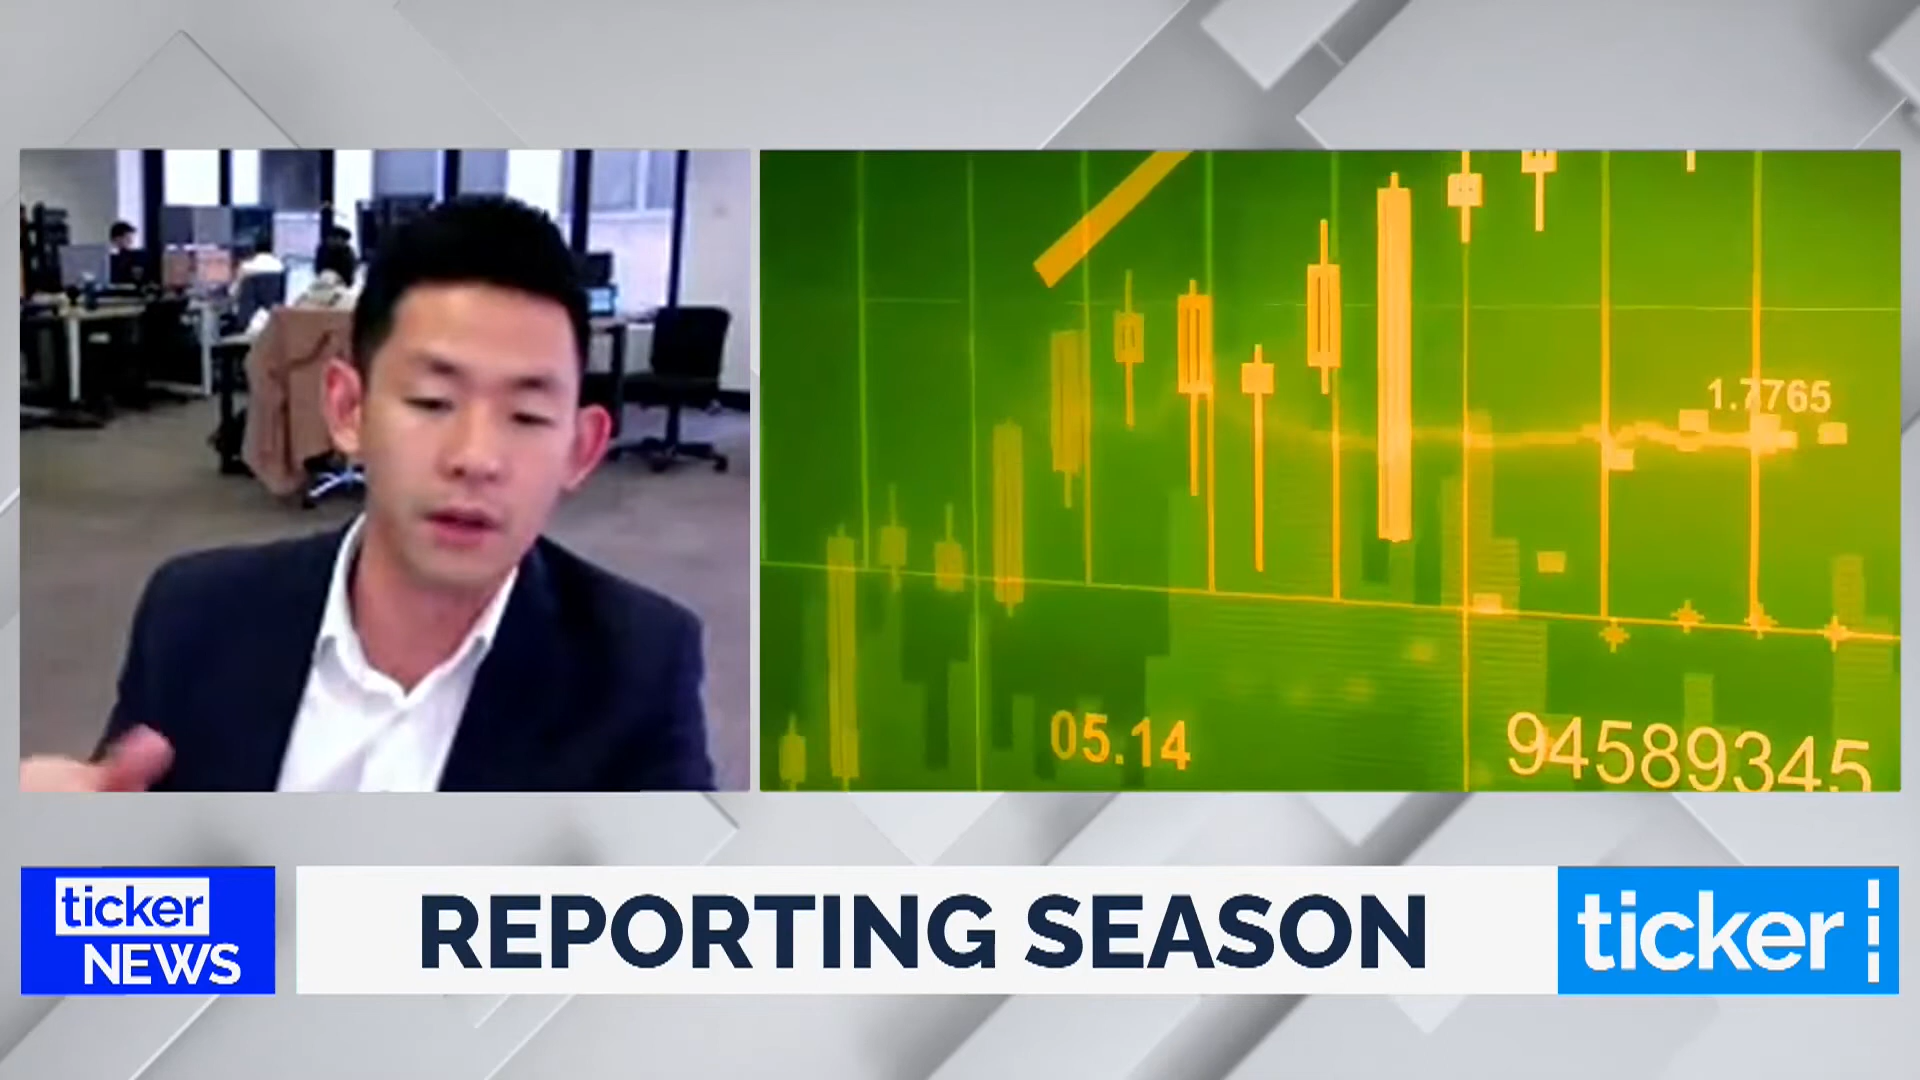 1.7765
05.14
94589345
ticker
NEWS
REPORTING SEASON
ticker